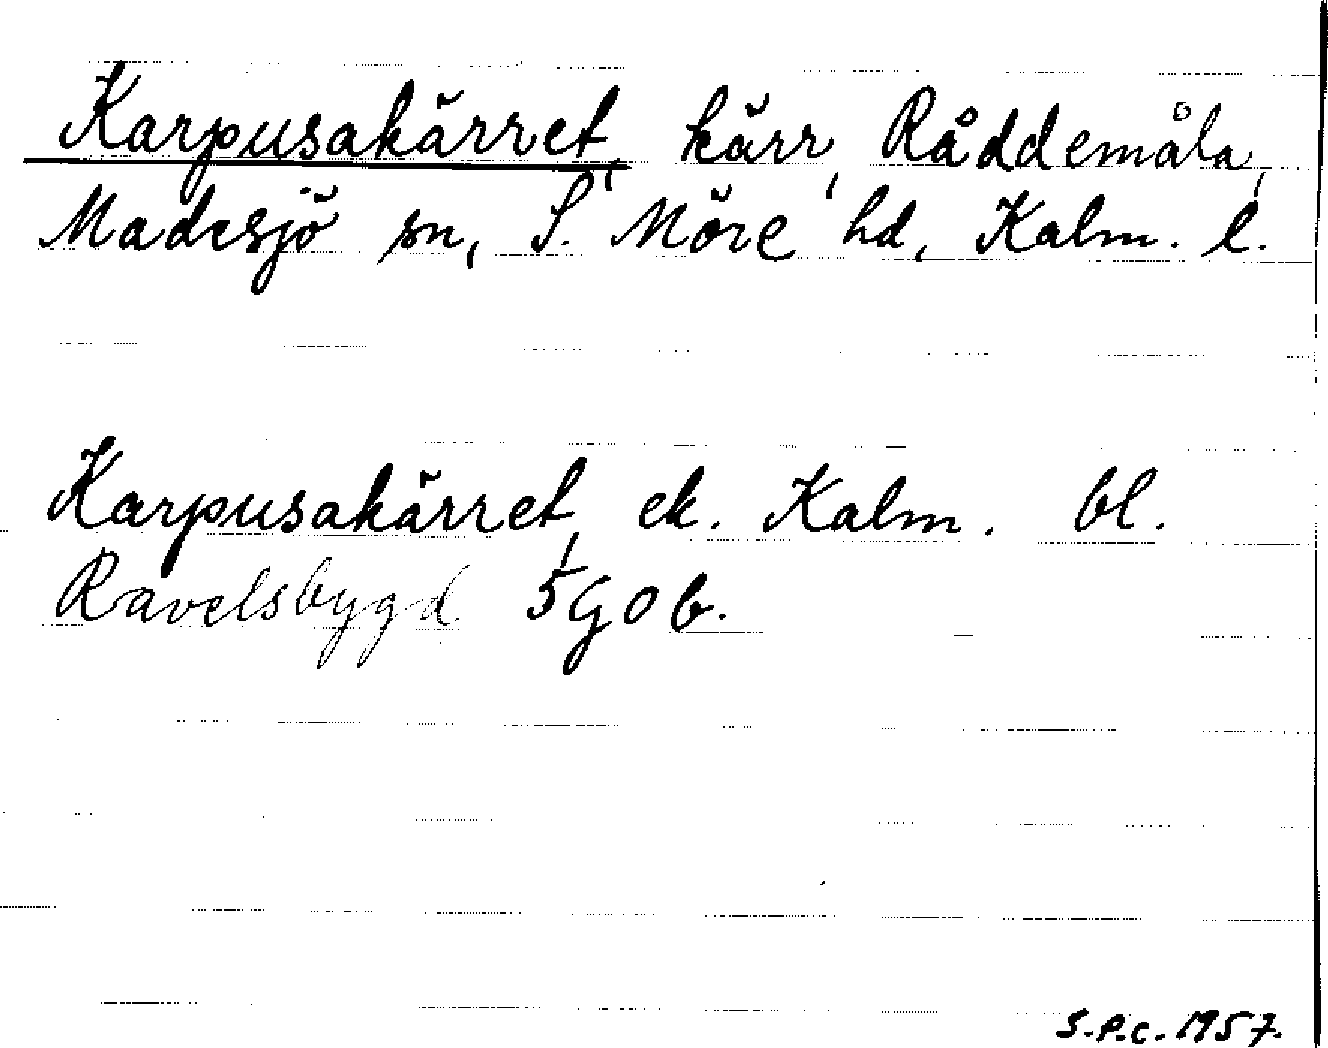 Karpusakärret, kärr, Råddemåla,
Madesjö sn, S. Möre hd, Kalm. l.
Karpusakärret, ek. Kalm. bl.
Ravelsbygd 5G0b.
S.P.C. 1957.